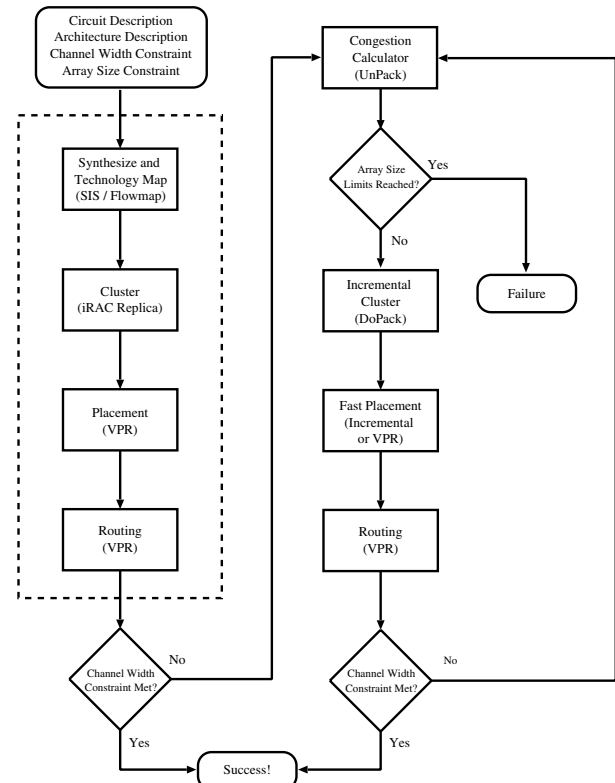 Circuit Description
Architecture Description
Channel Width Constraint
Array Size Constraint
Synthesize and
Technology Map
(SIS / Flowmap)
Cluster
(iRAC Replica)
Placement
(VPR)
Routing
(VPR)
Channel Width
Constraint Met?
No
Yes
Congestion
Calculator
(UnPack)
Array Size
Limits Reached?
Yes
No
Failure
Incremental
Cluster
(DoPack)
Fast Placement
(Incremental
or VPR)
Routing
(VPR)
Channel Width
Constraint Met?
No
Yes
Success!